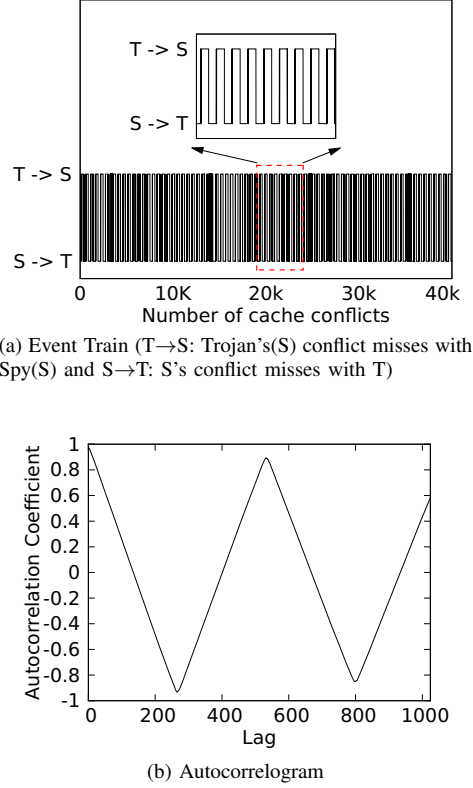 T -> S
S -> T
T -> S
S -> T
0 10K 20k 30k 40k
Number of cache conflicts
(a) Event Train (T→S: Trojan's(S) conflict misses with
Spy(S) and S→T: S's conflict misses with T)
Autocorrelation Coefficient
1
0.8
0.6
0.4
0.2
0
-0.2
-0.4
-0.6
-0.8
-1
0 200 400 600 800 1000
Lag
(b) Autocorrelogram